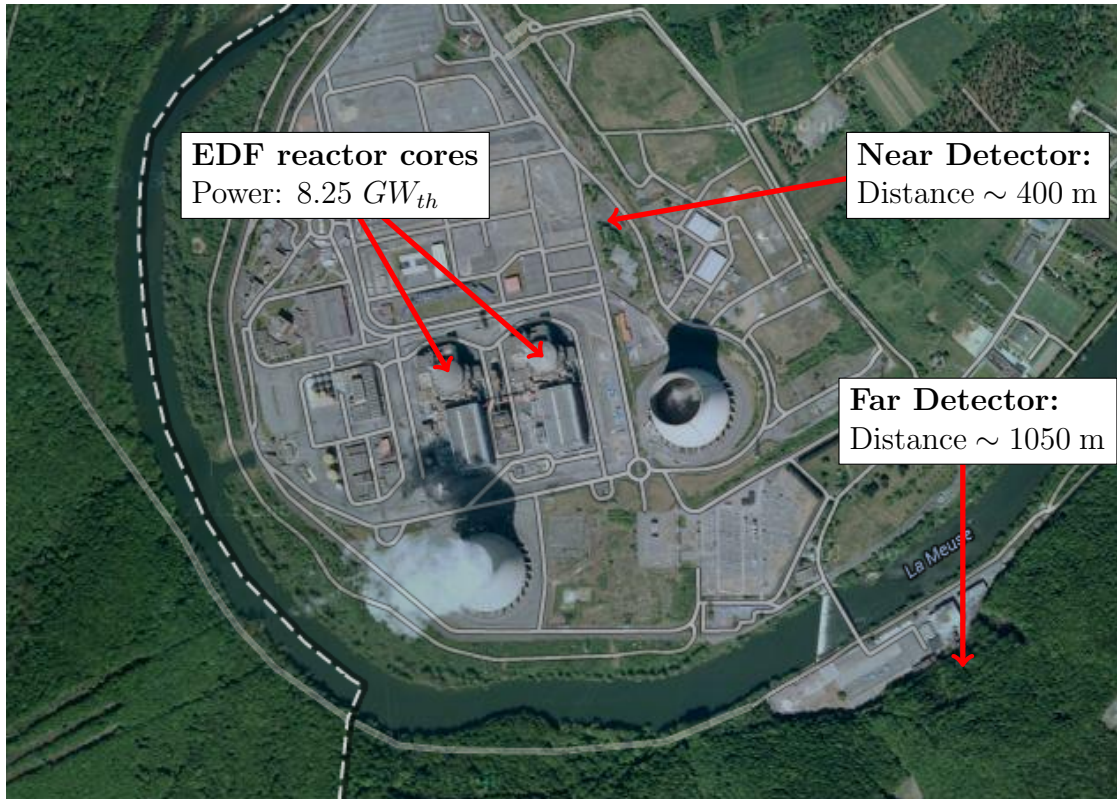 EDF reactor cores
Power: 8.25 GW_th
Near Detector:
Distance ∼ 400 m
Far Detector:
Distance ∼ 1050 m
La Meuse